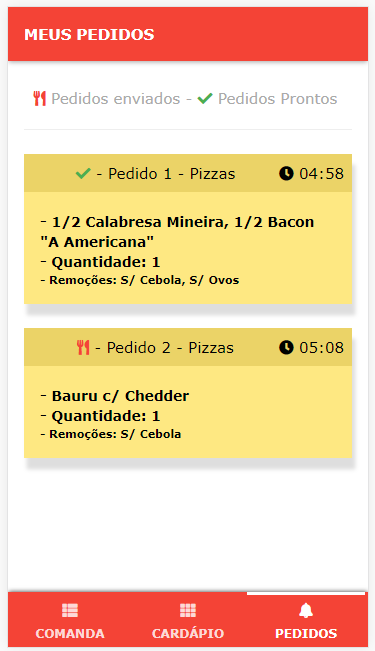 MEUS PEDIDOS
Pedidos enviados - Pedidos Prontos
- Pedido 1 - Pizzas 04:58
- 1/2 Calabresa Mineira, 1/2 Bacon
"A Americana"
- Quantidade: 1
- Remoções: S/ Cebola, S/ Ovos
- Pedido 2 - Pizzas 05:08
- Bauru c/ Chedder
- Quantidade: 1
- Remoções: S/ Cebola
COMANDA CARDÁPIO PEDIDOS